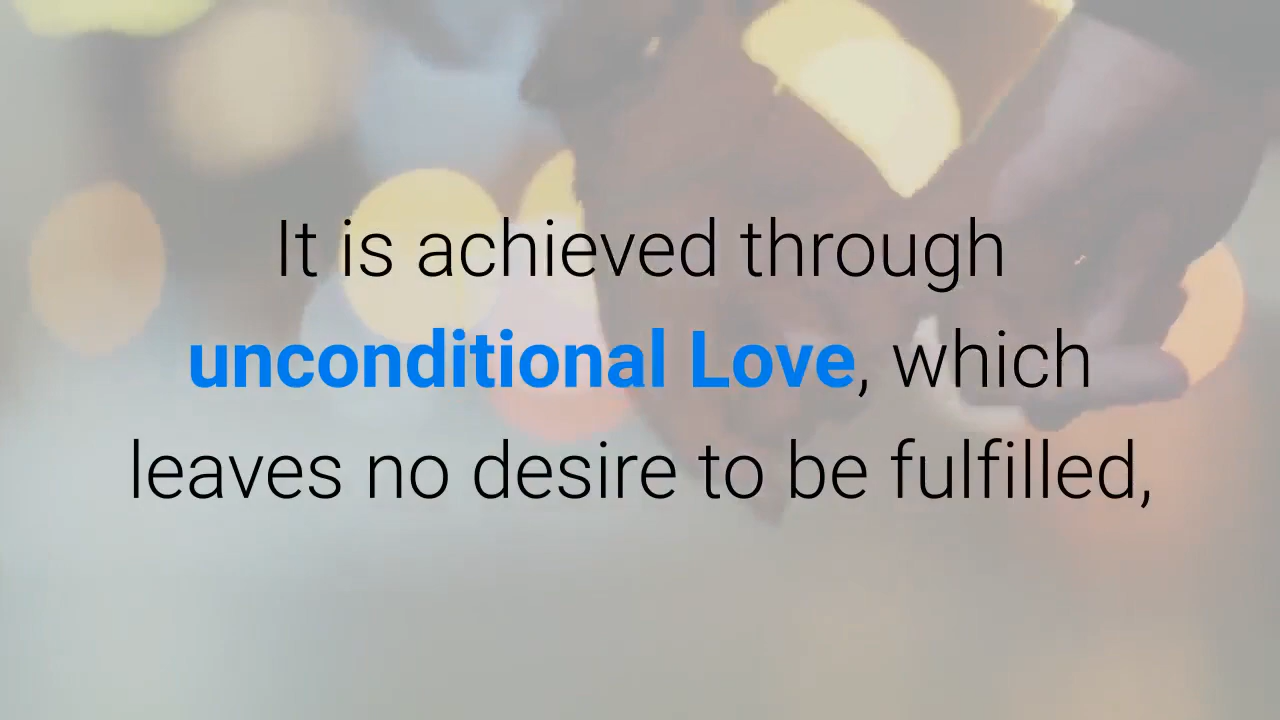 It is achieved through
unconditional Love, which
leaves no desire to be fulfilled,